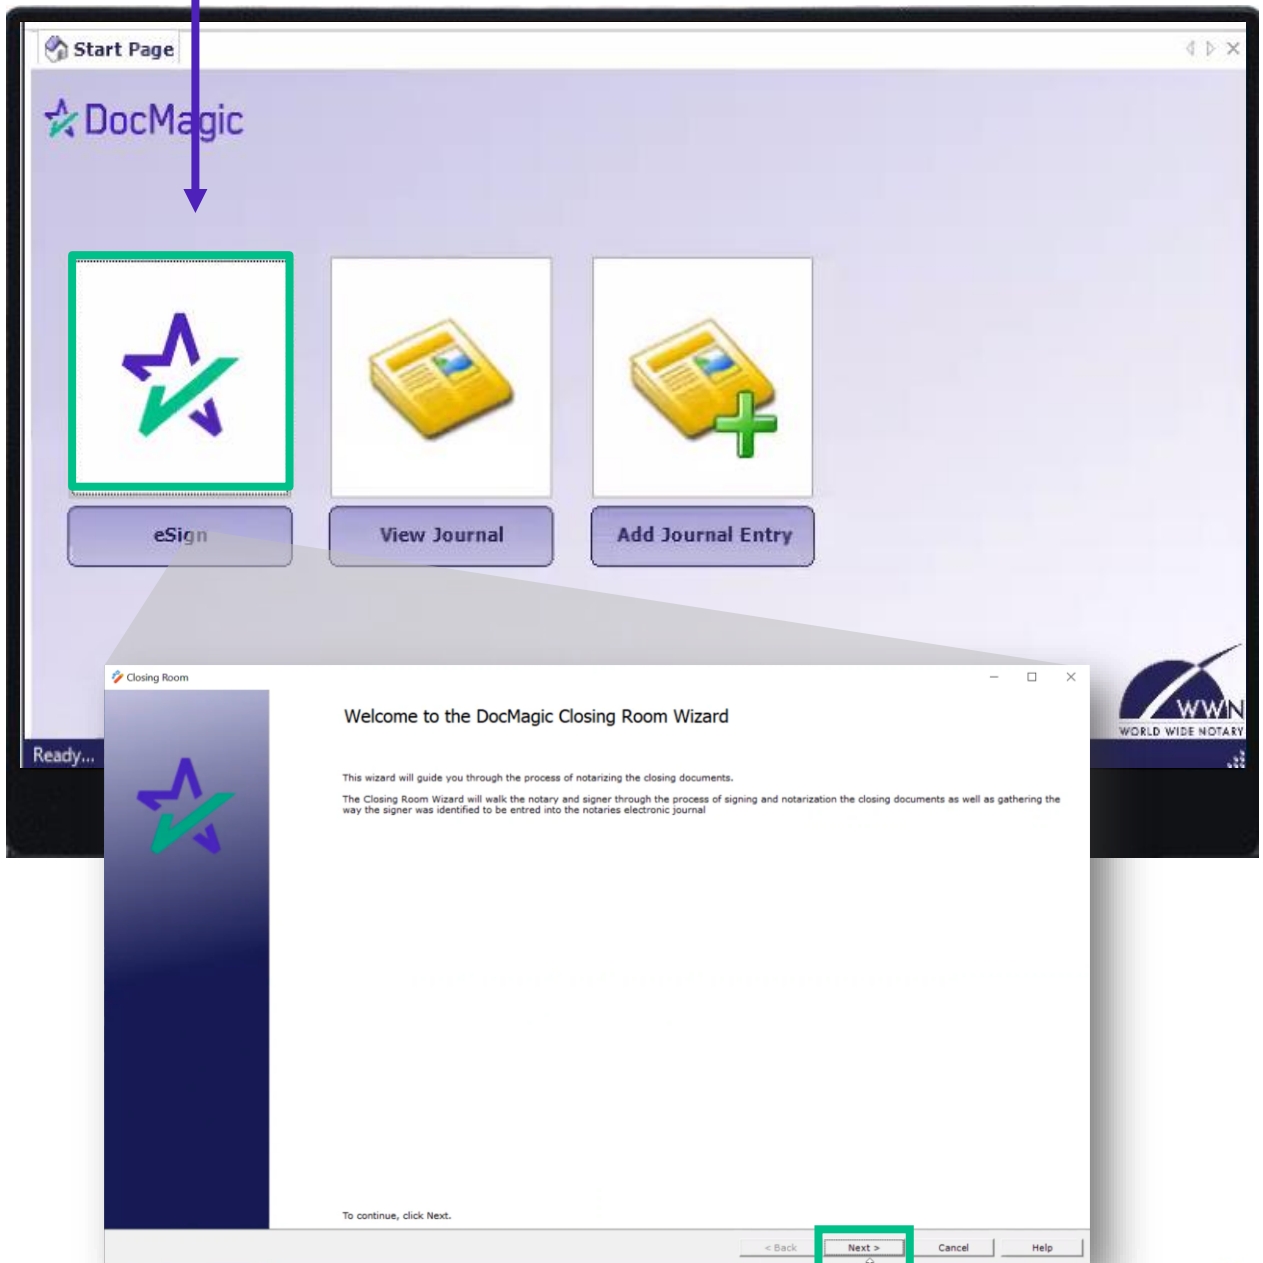 Start Page
DocMagic
eSign
View Journal
Add Journal Entry
WWN
WORLD WIDE NOTARY
Ready...
Closing Room
Welcome to the DocMagic Closing Room Wizard
This wizard will guide you through the process of notarizing the closing documents.
The Closing Room Wizard will walk the notary and signer through the process of signing and notarization the closing documents as well as gathering the
way the signer was identified to be entred into the notaries electronic journal
To continue, click Next.
< Back
Next >
Cancel
Help